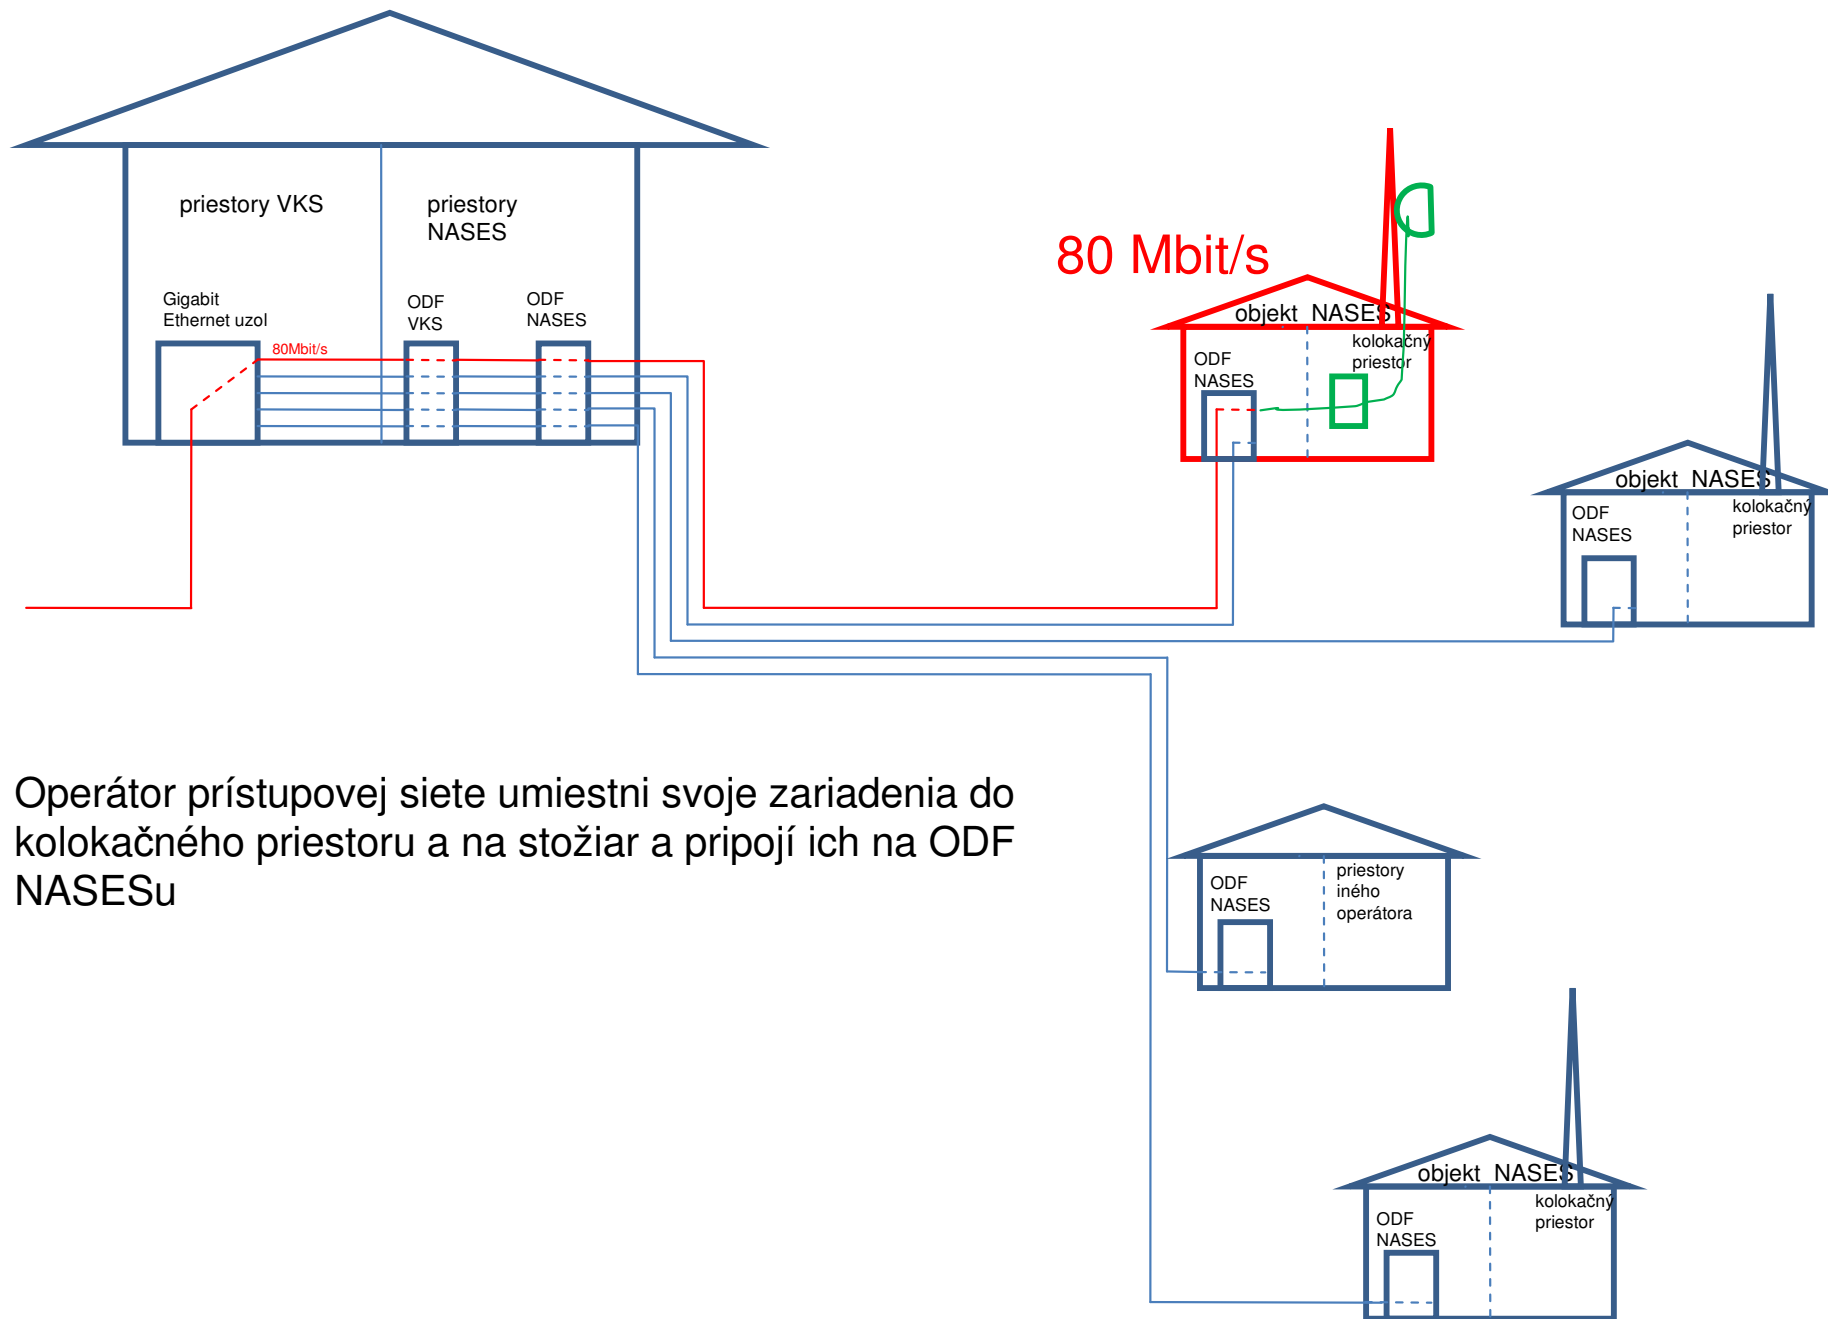 priestory VKS
priestory
NASES
Gigabit
Ethernet uzol
80Mbit/s
ODF
VKS
ODF
NASES
80 Mbit/s
objekt  NASES
kolokačný
priestor
ODF
NASES
objekt  NASES
kolokačný
priestor
ODF
NASES
Operátor prístupovej siete umiestni svoje zariadenia do
kolokačného priestoru a na stožiar a pripojí ich na ODF
NASESu
priestory
iného
operátora
ODF
NASES
objekt  NASES
kolokačný
priestor
ODF
NASES